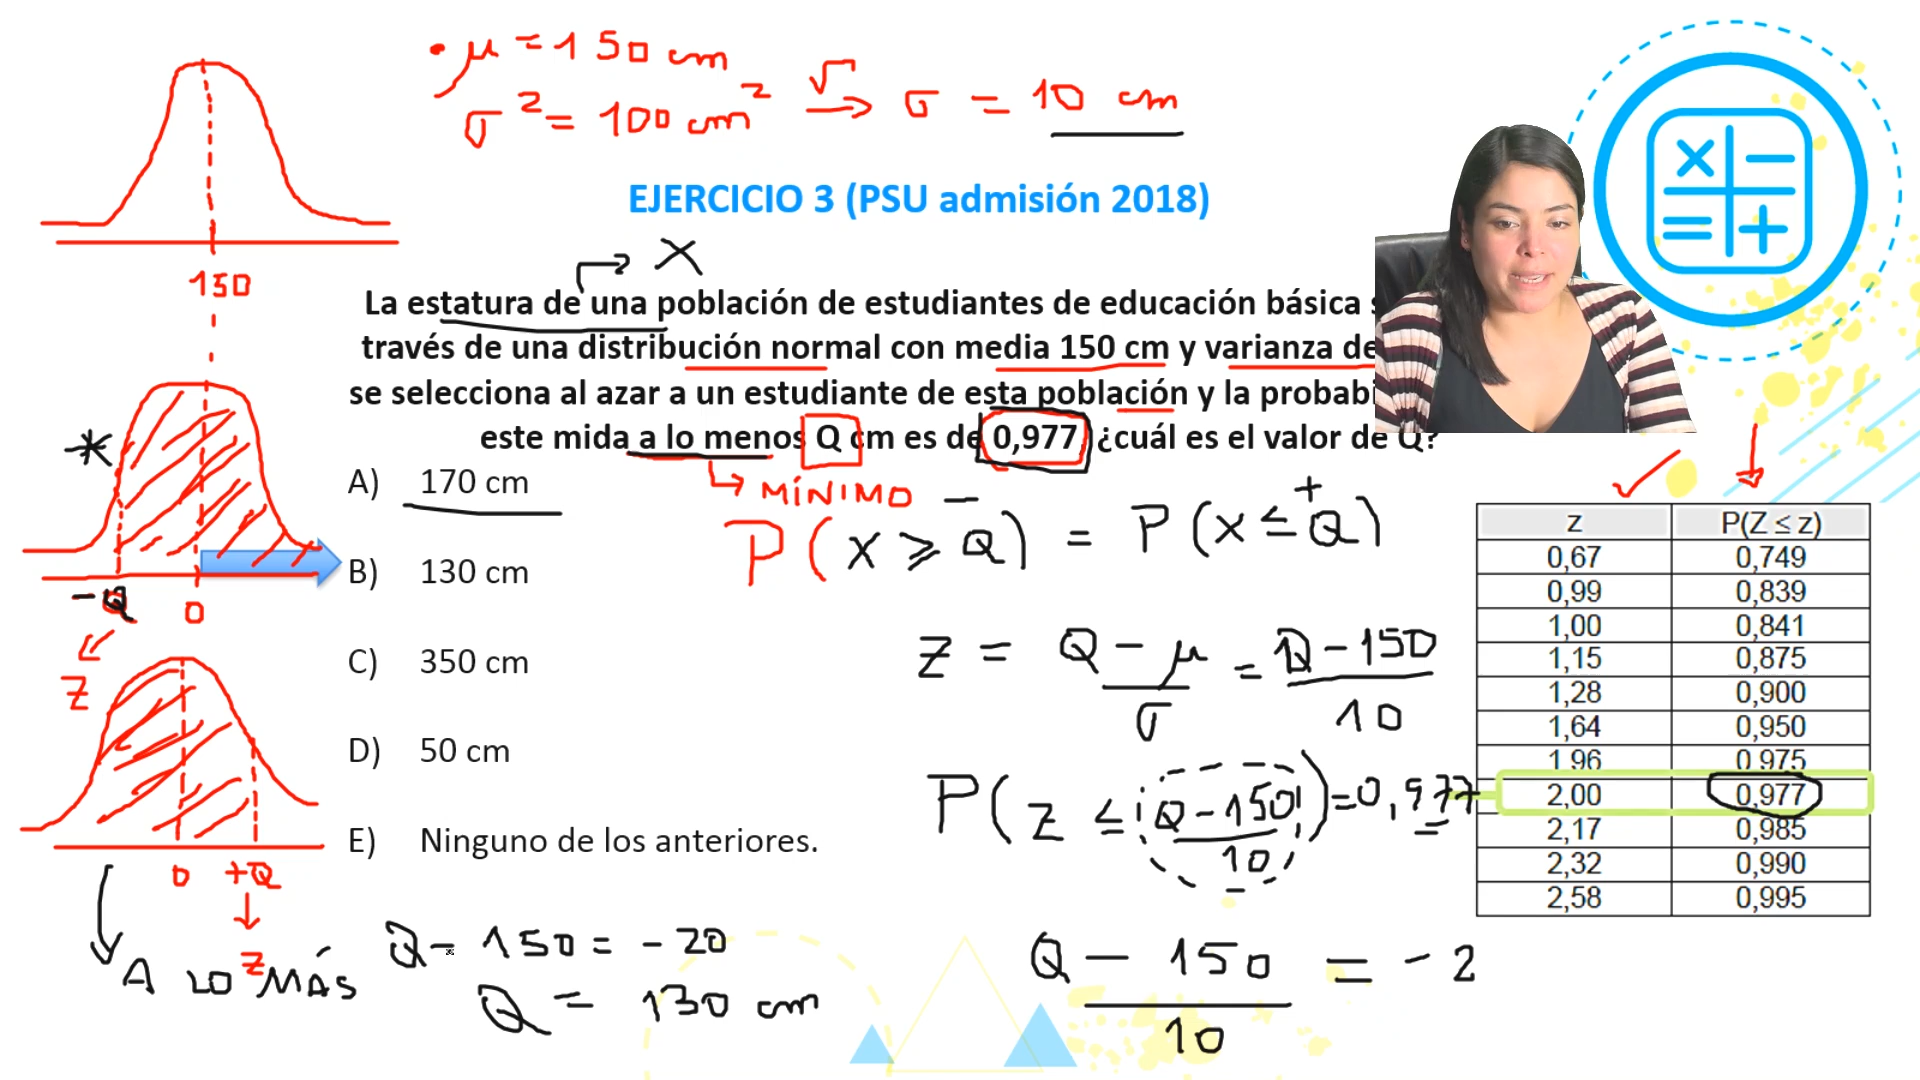 • μ = 150 cm
σ² = 100 cm² √→ σ = 10 cm
EJERCICIO 3 (PSU admisión 2018)
X
150
La estatura de una población de estudiantes de educación básica
través de una distribución normal con media 150 cm y varianza de
se selecciona al azar a un estudiante de esta población y la
este mida a lo menos Q cm es de 0,977, ¿cuál es el valor de Q?
MÍNIMO
A) 170 cm
B) 130 cm
C) 350 cm
D) 50 cm
E) Ninguno de los anteriores.
-Q 0
Z
0 +Q
Z
A LO MÁS
P(X ≥ -Q) = P(X ≤ +Q)
Z = Q - μ / σ = Q - 150 / 10
P(Z ≤ Q - 150 / 10) = 0,977
Q - 150 / 10 = -2
Q - 150 = -20
Q = 130 cm
z P(Z ≤ z)
0,67 0,749
0,99 0,839
1,00 0,841
1,15 0,875
1,28 0,900
1,64 0,950
1,96 0,975
2,00 0,977
2,17 0,985
2,32 0,990
2,58 0,995